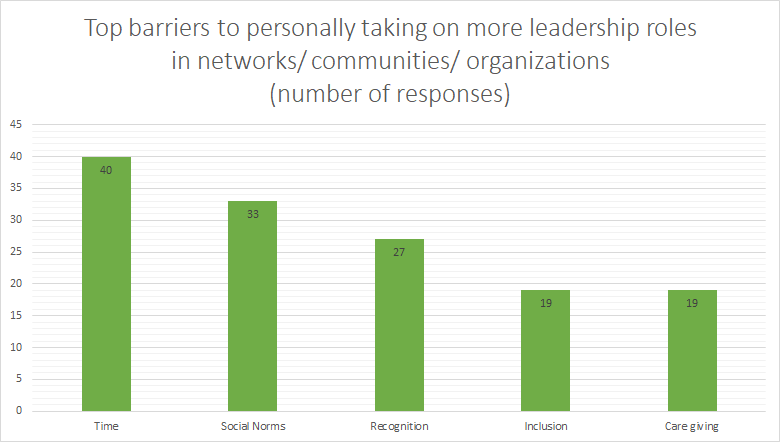 Top barriers to personally taking on more leadership roles
in networks/ communities/ organizations
(number of responses)
45
40
35
30
25
20
15
10
5
0
40
33
27
19
19
Time
Social Norms
Recognition
Inclusion
Care giving